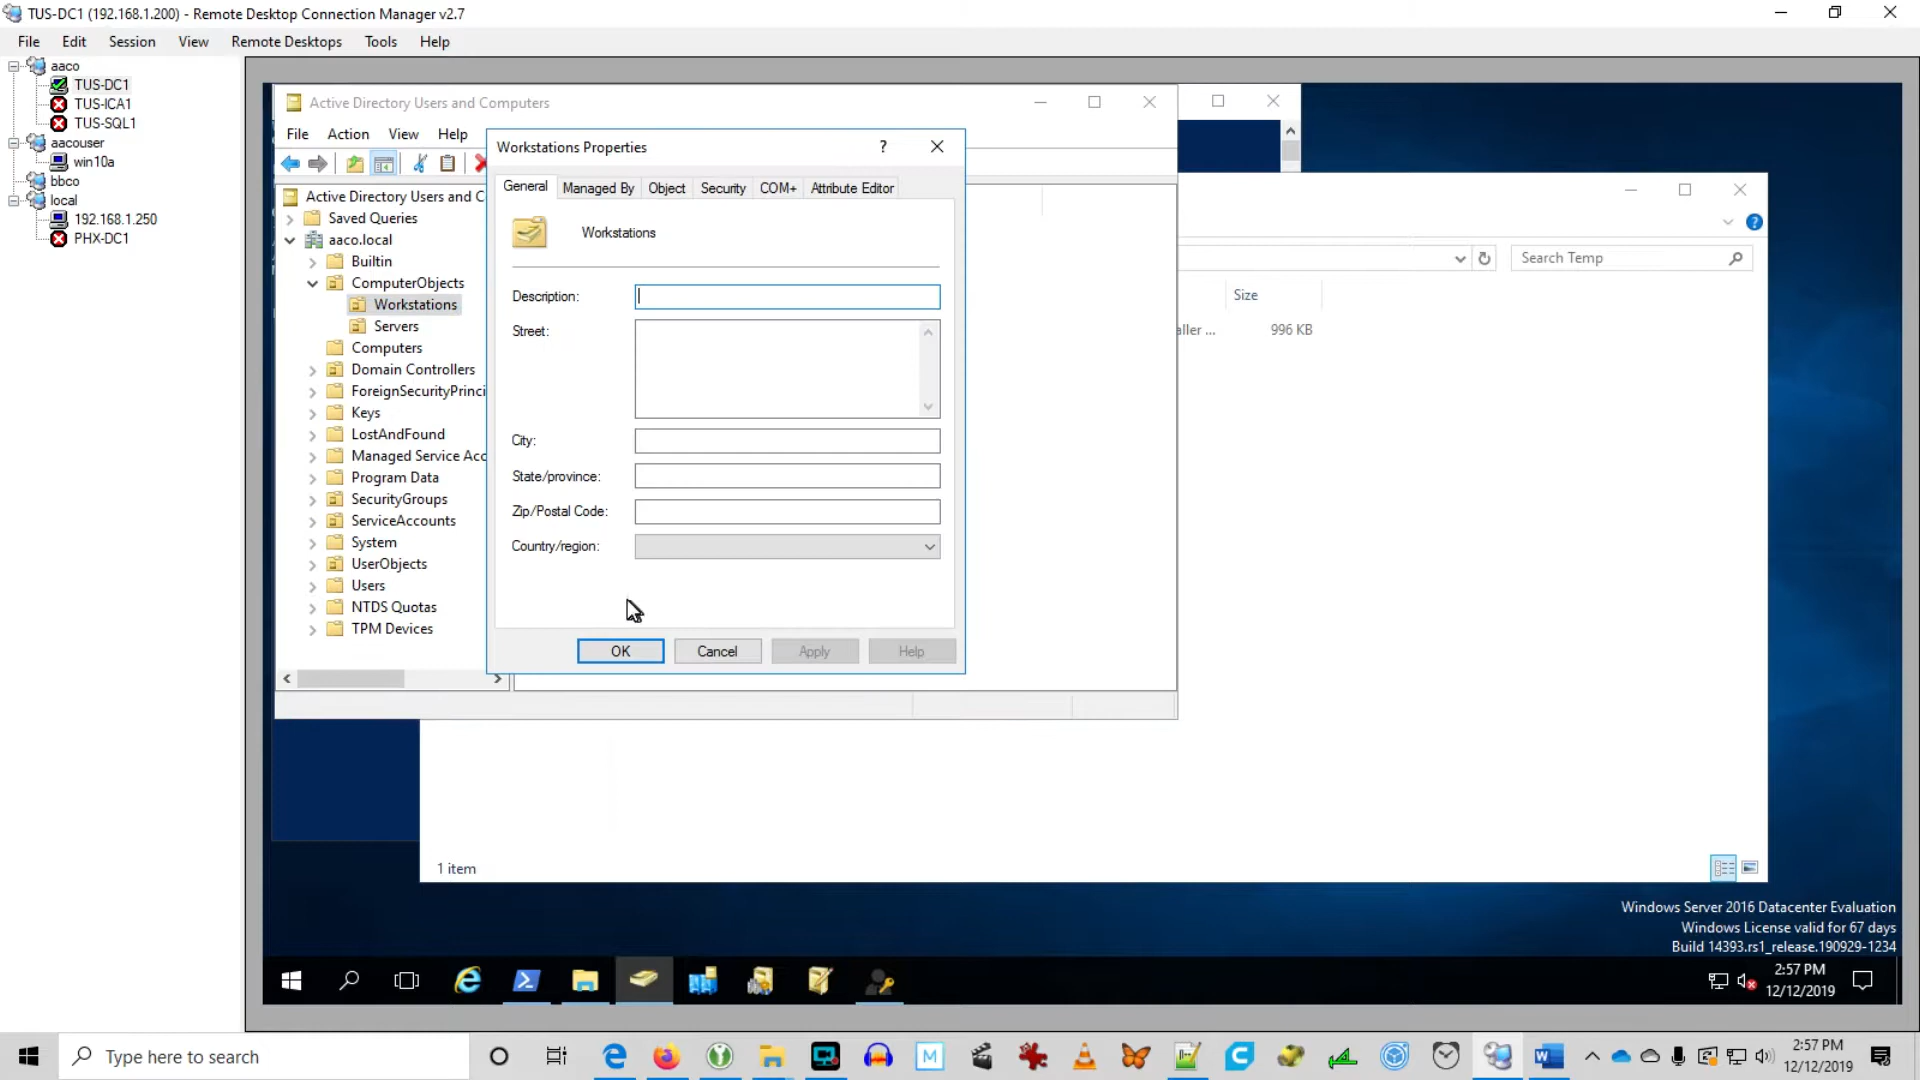 TUS-DC1 (192.168.1.200) - Remote Desktop Connection Manager v2.7
File Edit Session View Remote Desktops Tools Help
aaco
TUS-DC1
TUS-ICA1
TUS-SQL1
aacouser
win10a
bbco
local
192.168.1.250
PHX-DC1
Active Directory Users and Computers
File Action View Help
Active Directory Users and C
Saved Queries
aaco.local
Builtin
ComputerObjects
Workstations
Servers
Computers
Domain Controllers
ForeignSecurityPrinci
Keys
LostAndFound
Managed Service Acc
Program Data
SecurityGroups
ServiceAccounts
System
UserObjects
Users
NTDS Quotas
TPM Devices
Workstations Properties
General Managed By Object Security COM+ Attribute Editor
Workstations
Description:
Street:
City:
State/province:
Zip/Postal Code:
Country/region:
OK Cancel Apply Help
Search Temp
Size
aller ... 996 KB
1 item
Windows Server 2016 Datacenter Evaluation
Windows License valid for 67 days
Build 14393.rs1_release.190929-1234
2:57 PM
12/12/2019
Type here to search
2:57 PM
12/12/2019